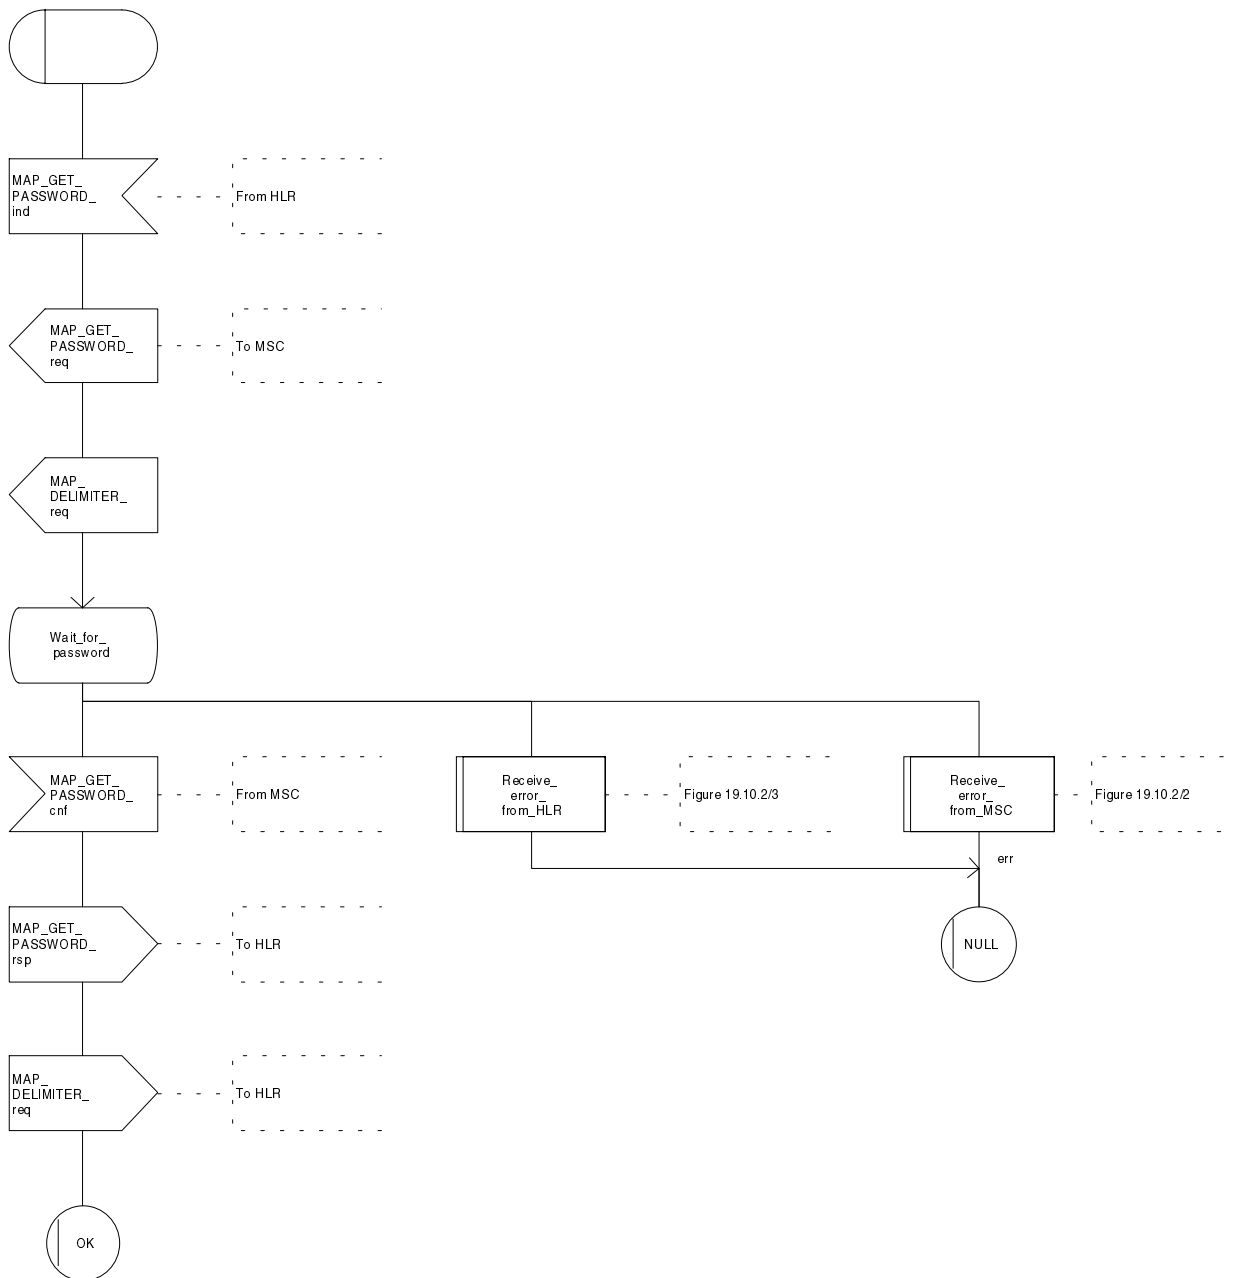 MAP_GET_
PASSWORD_
ind
From HLR
MAP_GET_
PASSWORD_
req
To MSC
MAP_
DELIMITER_
req
Wait_for_
password
MAP_GET_
PASSWORD_
cnf
From MSC
Receive_
error_
from_HLR
Figure 19.10.2/3
Receive_
error_
from_MSC
Figure 19.10.2/2
err
MAP_GET_
PASSWORD_
rsp
To HLR
NULL
MAP_
DELIMITER_
req
To HLR
OK